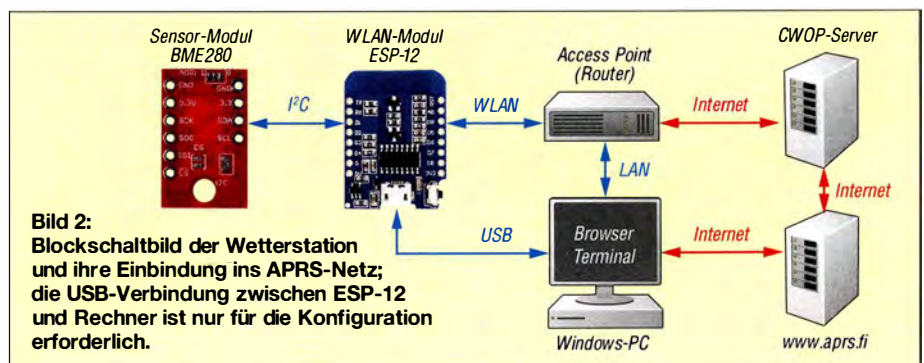 Sensor-Modul
BME280
WLAN-Modul
ESP-12
Access Point
(Router)
CWOP-Server
I²C
WLAN
Internet
LAN
Internet
USB
Browser
Terminal
Internet
Windows-PC
www.aprs.fi
Bild 2:
Blockschaltbild der Wetterstation
und ihre Einbindung ins APRS-Netz;
die USB-Verbindung zwischen ESP-12
und Rechner ist nur für die Konfiguration
erforderlich.